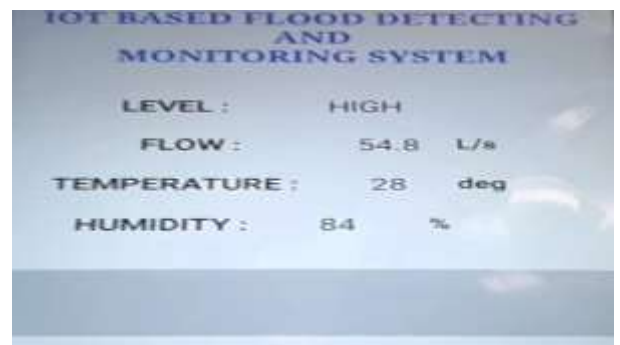 IOT BASED FLOOD DETECTING
AND
MONITORING SYSTEM
LEVEL : HIGH
FLOW : 54.8 L/s
TEMPERATURE : 28 deg
HUMIDITY : 84 %